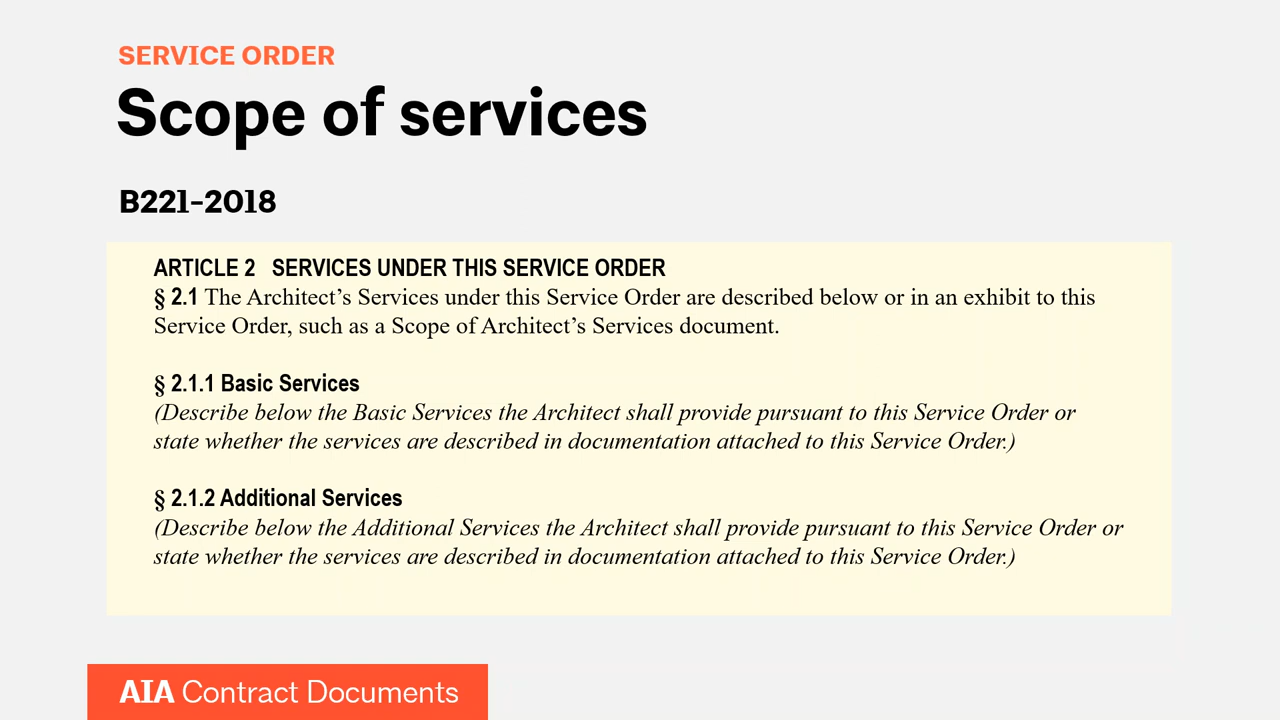 SERVICE ORDER
Scope of services
B221-2018
ARTICLE 2 SERVICES UNDER THIS SERVICE ORDER
§ 2.1 The Architect’s Services under this Service Order are described below or in an exhibit to this
Service Order, such as a Scope of Architect’s Services document.
§ 2.1.1 Basic Services
(Describe below the Basic Services the Architect shall provide pursuant to this Service Order or
state whether the services are described in documentation attached to this Service Order.)
§ 2.1.2 Additional Services
(Describe below the Additional Services the Architect shall provide pursuant to this Service Order or
state whether the services are described in documentation attached to this Service Order.)
AIA Contract Documents